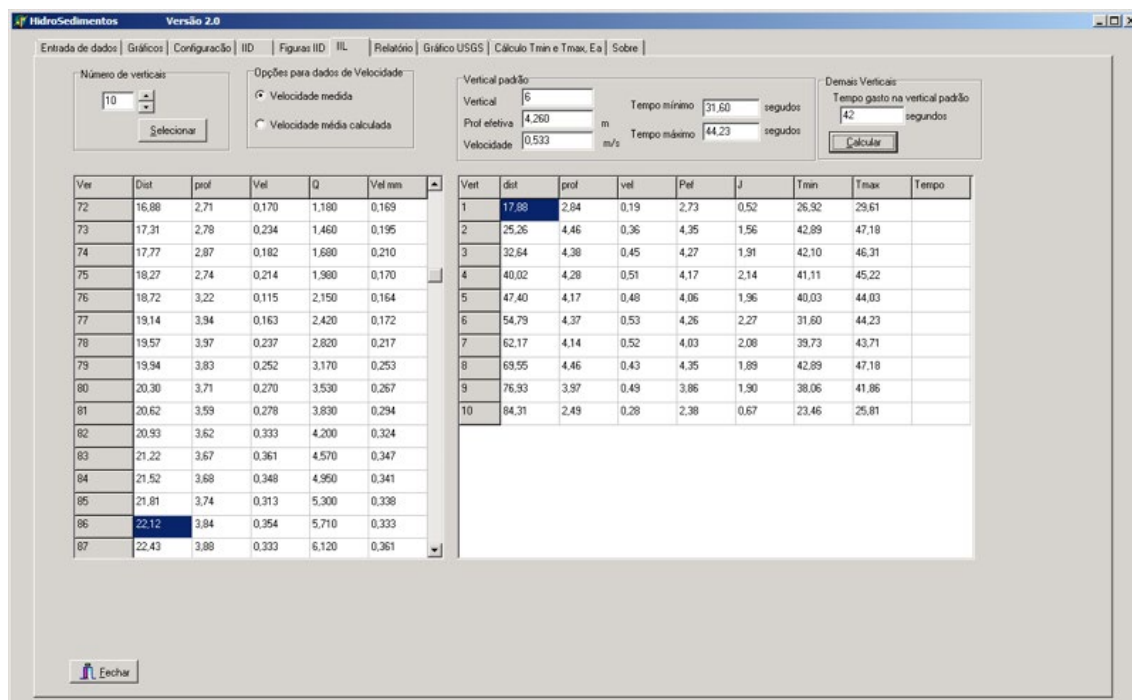 HidroSedimentos Versão 2.0
Entrada de dados Gráficos Configuracão IID Figuras IID IIL Relatório Gráfico USGS Cálculo Tmin e Tmax, Ea Sobre
Número de verticais
10
Selecionar
Opções para dados de Velocidade
Velocidade medida
Velocidade média calculada
Vertical padrão
Vertical 6
Prof efetiva 4,260 m
Velocidade 0,533 m/s
Tempo mínimo 31,60 segudos
Tempo máximo 44,23 segudos
Demais Verticais
Tempo gasto na vertical padrão
42 segundos
Calcular
Ver Dist prof Vel Q Vel mm
72 16,88 2,71 0,170 1,180 0,169
73 17,31 2,78 0,234 1,460 0,195
74 17,77 2,87 0,182 1,680 0,210
75 18,27 2,74 0,214 1,980 0,170
76 18,72 3,22 0,115 2,150 0,164
77 19,14 3,94 0,163 2,420 0,172
78 19,57 3,97 0,237 2,820 0,217
79 19,94 3,83 0,252 3,170 0,253
80 20,30 3,71 0,270 3,530 0,267
81 20,62 3,59 0,278 3,830 0,294
82 20,93 3,62 0,333 4,200 0,324
83 21,22 3,67 0,361 4,570 0,347
84 21,52 3,68 0,348 4,950 0,341
85 21,81 3,74 0,313 5,300 0,338
86 22,12 3,84 0,354 5,710 0,333
87 22,43 3,88 0,333 6,120 0,361
Vert dist prof vel Pef J Tmin Tmax Tempo
1 17,88 2,84 0,19 2,73 0,52 26,92 29,61
2 25,26 4,46 0,36 4,35 1,56 42,89 47,18
3 32,64 4,38 0,45 4,27 1,91 42,10 46,31
4 40,02 4,28 0,51 4,17 2,14 41,11 45,22
5 47,40 4,17 0,48 4,06 1,96 40,03 44,03
6 54,79 4,37 0,53 4,26 2,27 31,60 44,23
7 62,17 4,14 0,52 4,03 2,08 39,73 43,71
8 69,55 4,46 0,43 4,35 1,89 42,89 47,18
9 76,93 3,97 0,49 3,86 1,90 38,06 41,86
10 84,31 2,49 0,28 2,38 0,67 23,46 25,81
Fechar